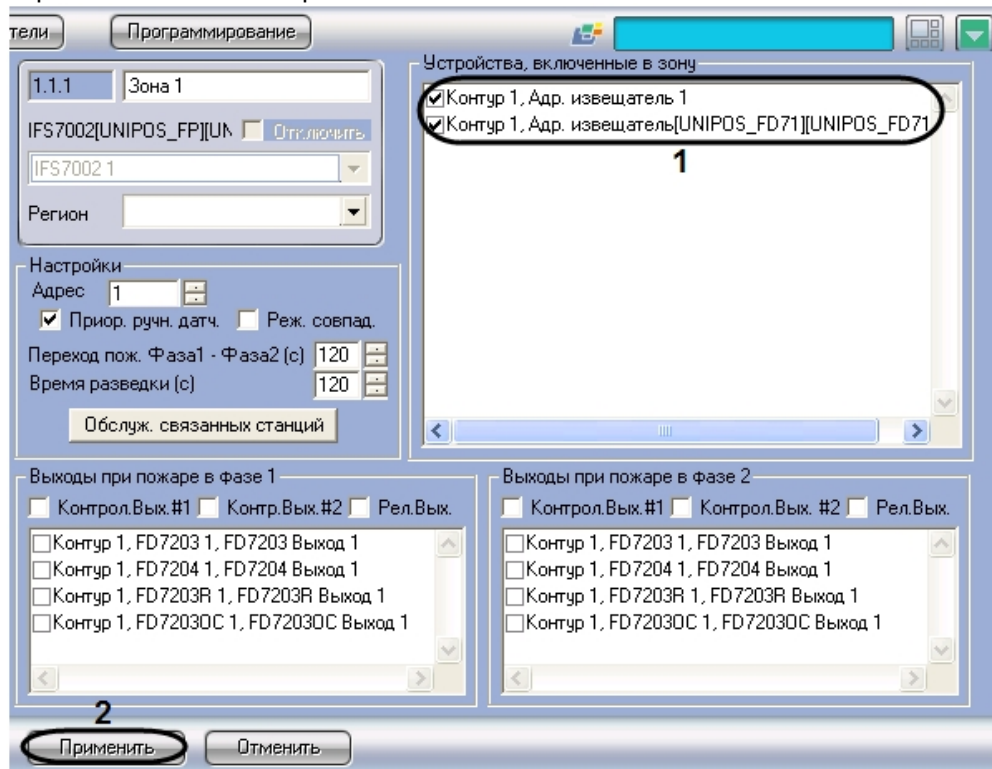 тели Программирование
1.1.1 Зона 1
IFS7002[UNIPOS_FP][UN Отключить
IFS7002 1
Регион
Настройки
Адрес 1
Приор. ручн. датч. Реж. совпад.
Переход пож. Фаза1 - Фаза2 (с) 120
Время разведки (с) 120
Обслуж. связанных станций
Устройства, включенные в зону
Контур 1, Адр. извещатель 1
Контур 1, Адр. извещатель[UNIPOS_FD71][UNIPOS_FD71
1
Выходы при пожаре в фазе 1
Контрол.Вых.#1 Контр.Вых.#2 Рел.Вых.
Контур 1, FD7203 1, FD7203 Выход 1
Контур 1, FD7204 1, FD7204 Выход 1
Контур 1, FD7203R 1, FD7203R Выход 1
Контур 1, FD7203OC 1, FD7203OC Выход 1
Выходы при пожаре в фазе 2
Контрол.Вых.#1 Контрол.Вых. #2 Рел.Вых.
Контур 1, FD7203 1, FD7203 Выход 1
Контур 1, FD7204 1, FD7204 Выход 1
Контур 1, FD7203R 1, FD7203R Выход 1
Контур 1, FD7203OC 1, FD7203OC Выход 1
2
Применить Отменить